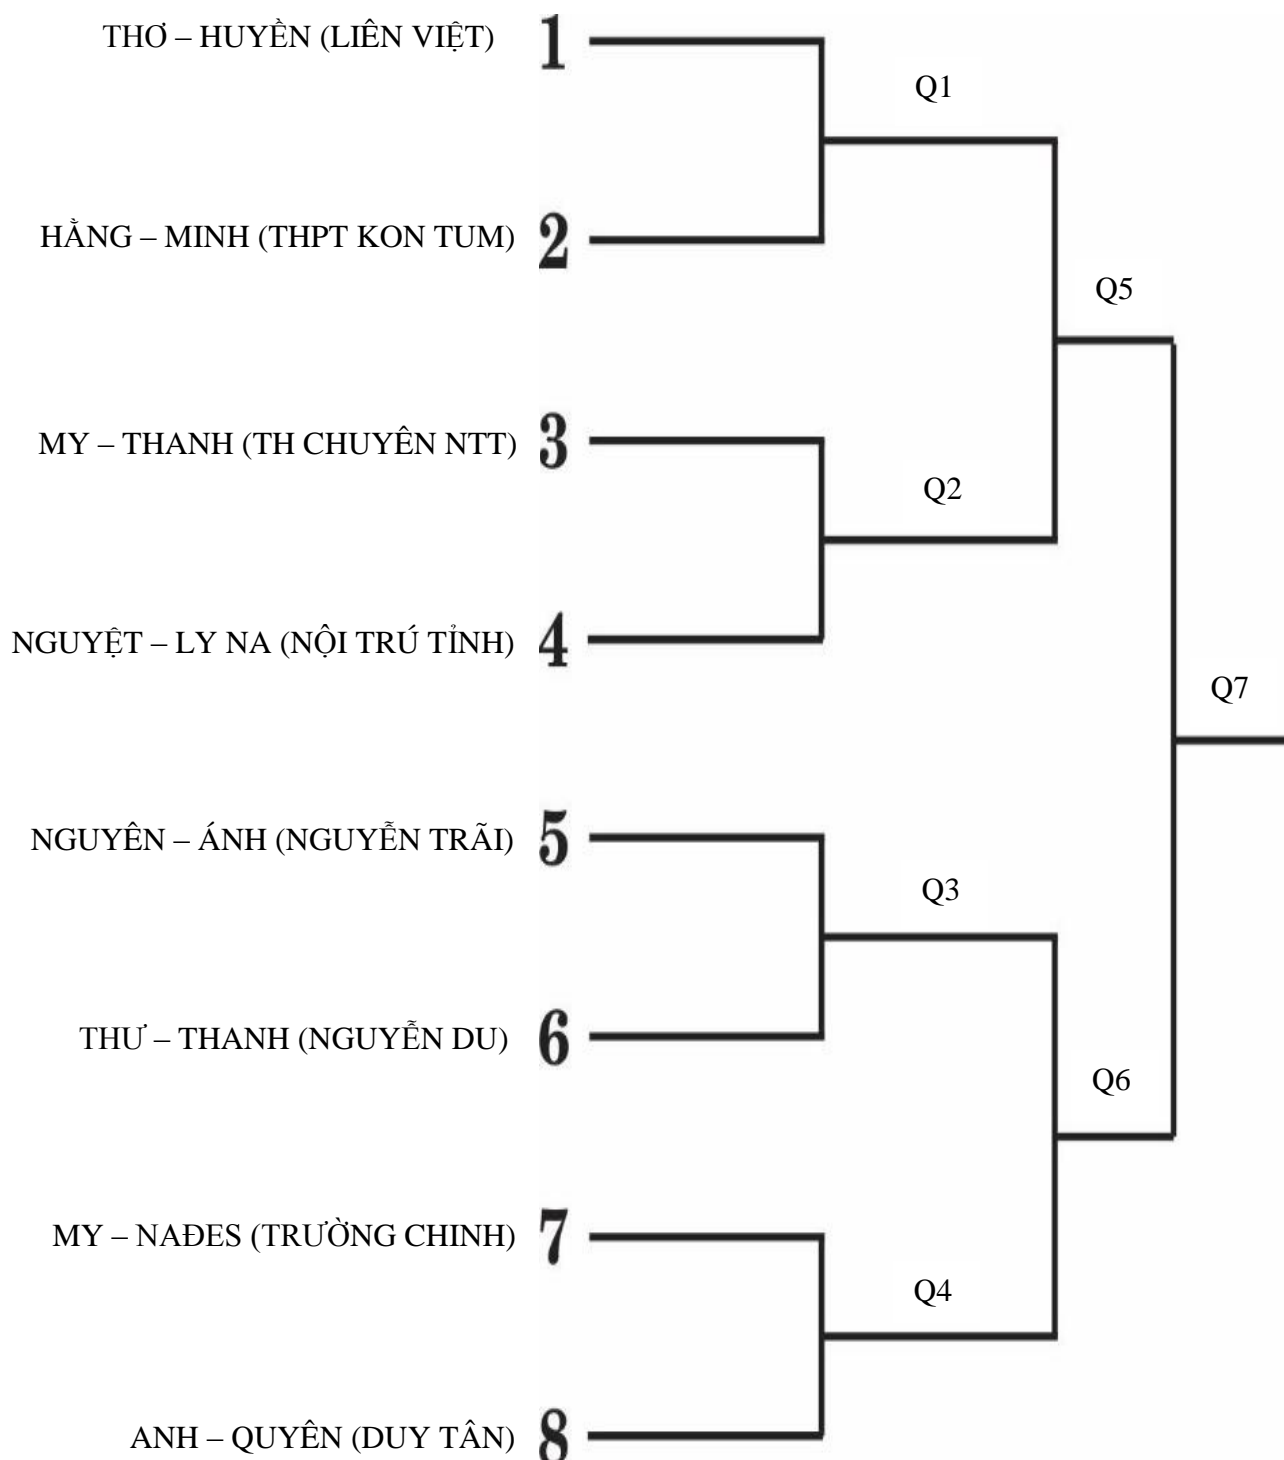 THƠ – HUYỀN (LIÊN VIỆT) 1
Q1
HẰNG – MINH (THPT KON TUM) 2
Q5
MY – THANH (TH CHUYÊN NTT) 3
Q2
NGUYỆT – LY NA (NỘI TRÚ TỈNH) 4
Q7
NGUYÊN – ÁNH (NGUYỄN TRÃI) 5
Q3
THƯ – THANH (NGUYỄN DU) 6
Q6
MY – NAĐES (TRƯỜNG CHINH) 7
Q4
ANH – QUYÊN (DUY TÂN) 8